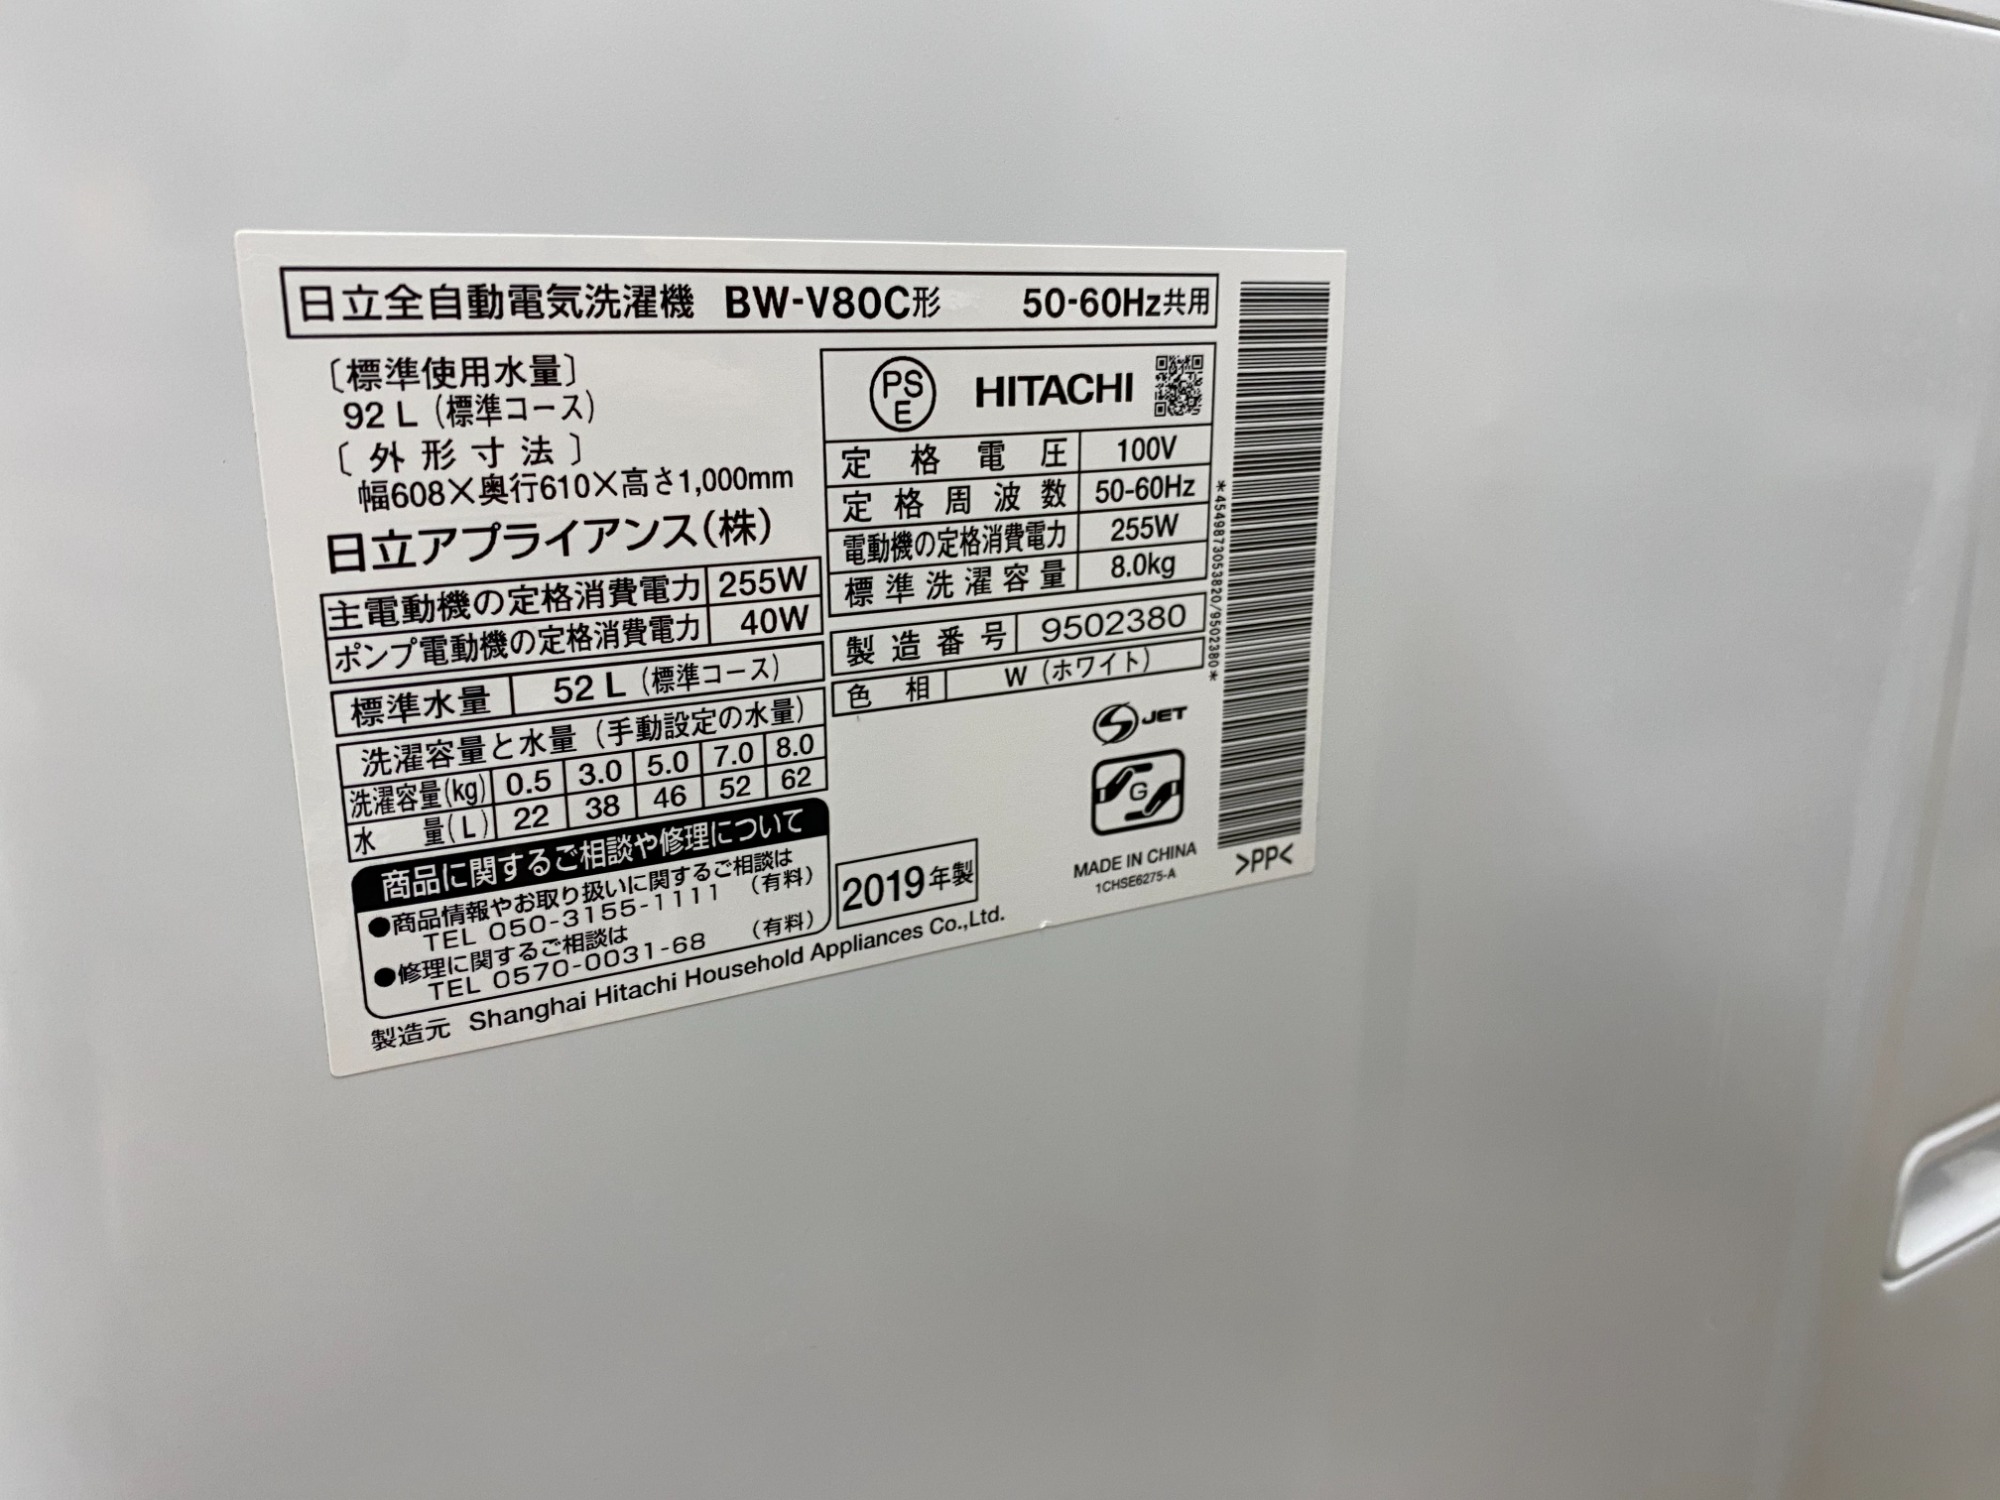 日立全自動電気洗濯機 BW-V80C形 50-60Hz共用
〔標準使用水量〕
92 L (標準コース)
〔外形寸法〕
幅608×奥行610×高さ1,000mm
日立アプライアンス(株)
主電動機の定格消費電力 255W
ポンプ電動機の定格消費電力 40W
標準水量 52 L (標準コース)
洗濯容量と水量 (手動設定の水量)
洗濯容量(kg) 0.5 3.0 5.0 7.0 8.0
水量(L) 22 38 46 52 62
商品に関するご相談や修理について
●商品情報やお取り扱いに関するご相談は
TEL 050-3155-1111 (有料)
●修理に関するご相談は
TEL 0570-0031-68 (有料)
製造元 Shanghai Hitachi Household Appliances Co.,Ltd.
PS
E
HITACHI
定格電圧 100V
定格周波数 50-60Hz
電動機の定格消費電力 255W
標準洗濯容量 8.0kg
製造番号 9502380
色相 W (ホワイト)
S JET
G
2019年製
MADE IN CHINA
1CHSE6275-A
*4549873053820/9502380*
>PP<